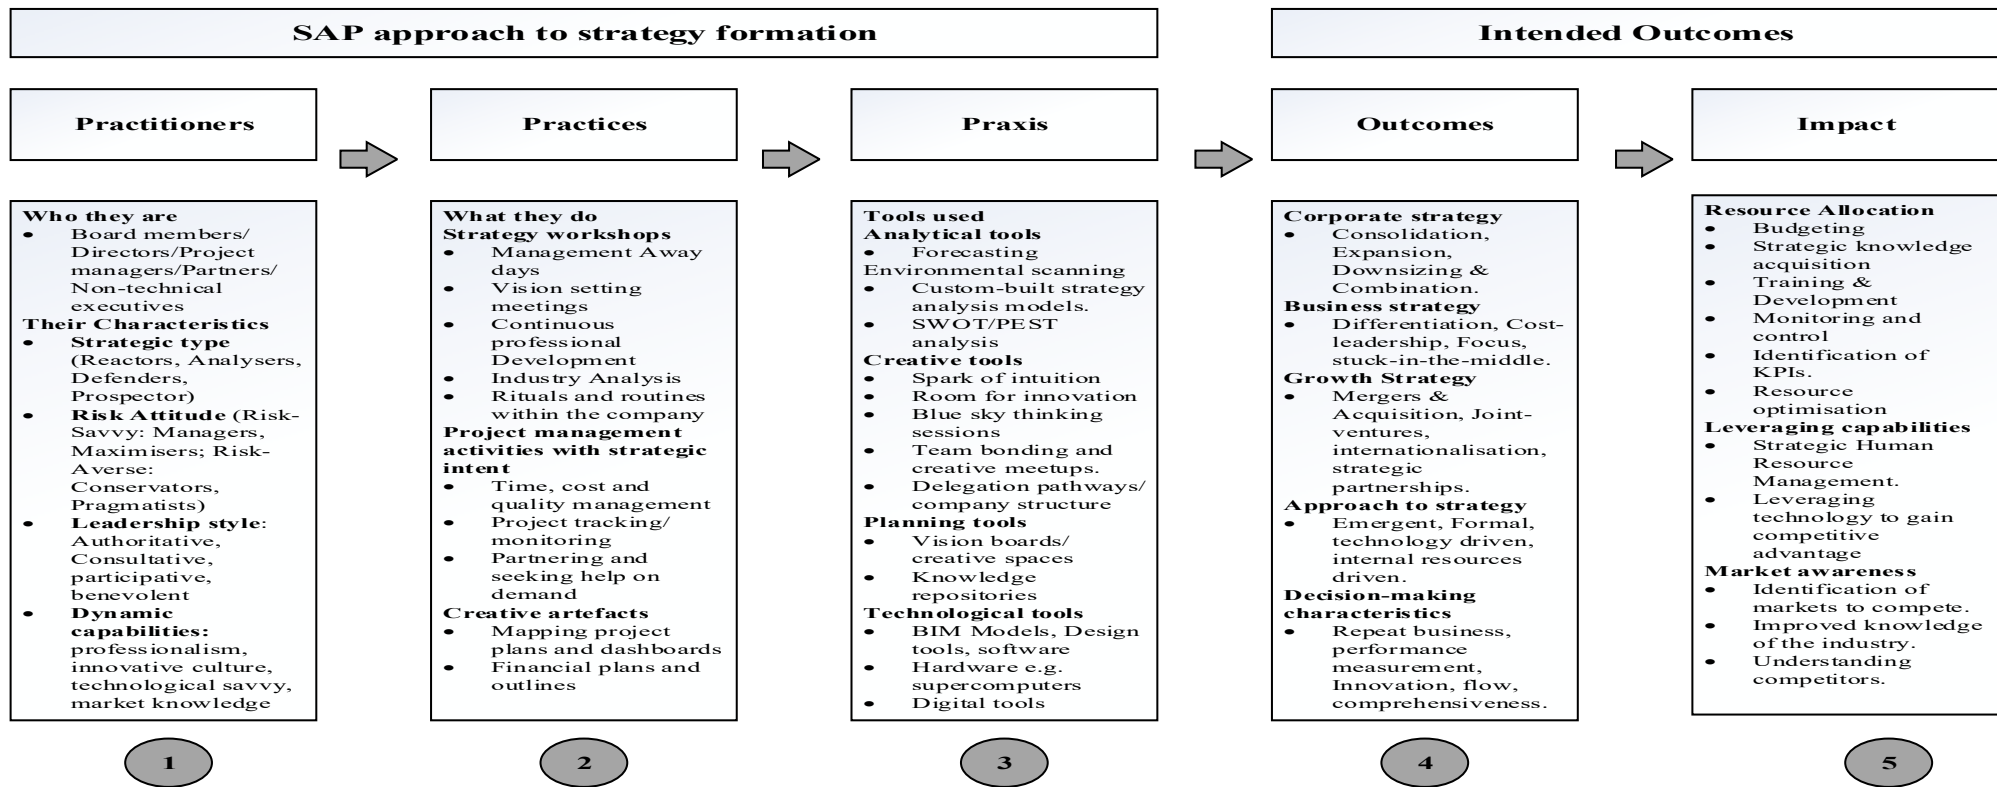 SAP approach to strategy formation
Intended Outcomes
Practitioners
Practices
Praxis
Outcomes
Impact
Who they are
• Board members/
Directors/Project
managers/Partners/
Non-technical
executives
Their Characteristics
• Strategic type
(Reactors, Analysers,
Defenders,
Prospector)
• Risk Attitude (Risk-
Savvy: Managers,
Maximisers; Risk-
Averse:
Conservators,
Pragmatists)
• Leadership style:
Authoritative,
Consultative,
participative,
benevolent
• Dynamic
capabilities:
professionalism,
innovative culture,
technological savvy,
market knowledge
What they do
Strategy workshops
• Management Away
days
• Vision setting
meetings
• Continuous
professional
Development
• Industry Analysis
• Rituals and routines
within the company
Project management
activities with strategic
intent
• Time, cost and
quality management
• Project tracking/
monitoring
• Partnering and
seeking help on
demand
Creative artefacts
• Mapping project
plans and dashboards
• Financial plans and
outlines
Tools used
Analytical tools
• Forecasting
Environmental scanning
• Custom-built strategy
analysis models.
• SWOT/PEST
analysis
Creative tools
• Spark of intuition
• Room for innovation
• Blue sky thinking
sessions
• Team bonding and
creative meetups.
• Delegation pathways/
company structure
Planning tools
• Vision boards/
creative spaces
• Knowledge
repositories
Technological tools
• BIM Models, Design
tools, software
• Hardware e.g.
supercomputers
• Digital tools
Corporate strategy
• Consolidation,
Expansion,
Downsizing &
Combination.
Business strategy
• Differentiation, Cost-
leadership, Focus,
stuck-in-the-middle.
Growth Strategy
• Mergers &
Acquisition, Joint-
ventures,
internationalisation,
strategic
partnerships.
Approach to strategy
• Emergent, Formal,
technology driven,
internal resources
driven.
Decision-making
characteristics
• Repeat business,
performance
measurement,
Innovation, flow,
comprehensiveness.
Resource Allocation
• Budgeting
• Strategic knowledge
acquisition
• Training &
Development
• Monitoring and
control
• Identification of
KPIs.
• Resource
optimisation
Leveraging capabilities
• Strategic Human
Resource
Management.
• Leveraging
technology to gain
competitive
advantage
Market awareness
• Identification of
markets to compete.
• Improved knowledge
of the industry.
• Understanding
competitors.
1
2
3
4
5